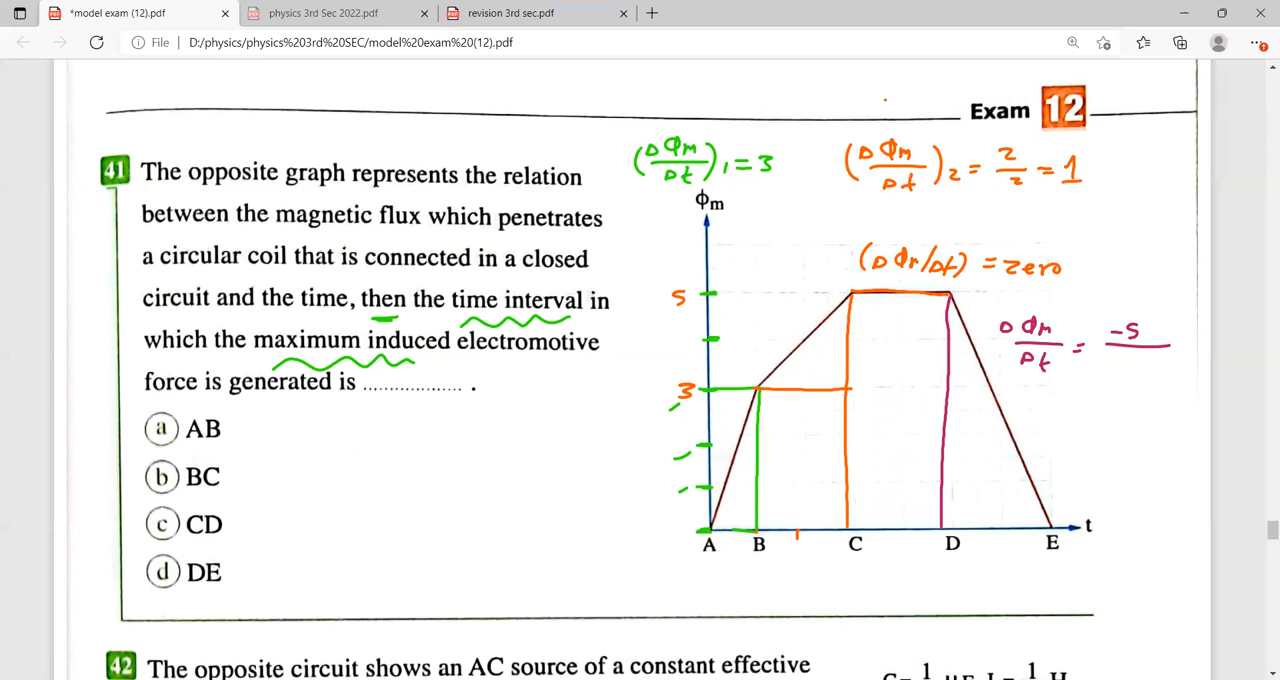 *model exam (12).pdf
physics 3rd Sec 2022.pdf
revision 3rd sec.pdf
File | D:/physics/physics%203rd%20SEC/model%20exam%20(12).pdf
Exam 12
41 The opposite graph represents the relation
between the magnetic flux which penetrates
a circular coil that is connected in a closed
circuit and the time, then the time interval in
which the maximum induced electromotive
force is generated is .................. .
a AB
b BC
c CD
d DE
(ΔΦm/Δt)₁ = 3
(ΔΦm/Δt)₂ = 2/2 = 1
ϕm
(ΔΦm/Δt) = zero
5
ΔΦm/Δt = -5
3
t
A B C D E
42 The opposite circuit shows an AC source of a constant effective